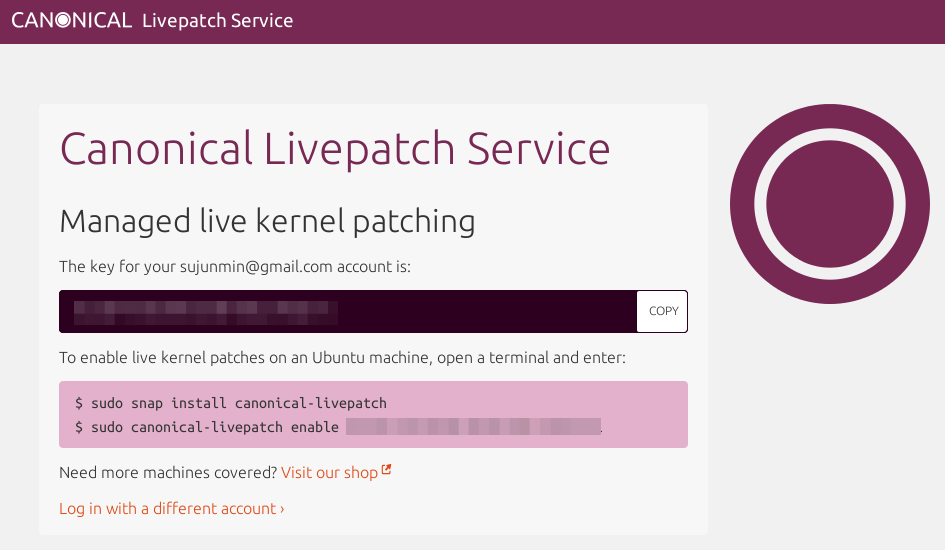 CANONICAL Livepatch Service
Canonical Livepatch Service
Managed live kernel patching
The key for your sujunmin@gmail.com account is:
COPY
To enable live kernel patches on an Ubuntu machine, open a terminal and enter:
$ sudo snap install canonical-livepatch
$ sudo canonical-livepatch enable
Need more machines covered? Visit our shop
Log in with a different account ›